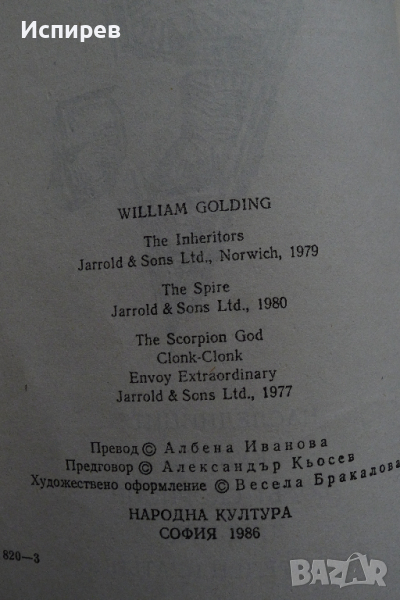 Испирев
WILLIAM GOLDING
The Inheritors
Jarrold & Sons Ltd., Norwich, 1979
The Spire
Jarrold & Sons Ltd., 1980
The Scorpion God
Clonk-Clonk
Envoy Extraordinary
Jarrold & Sons Ltd., 1977
Превод © Албена Иванова
Предговор © Александър Кьосев
Художествено оформление © Весела Бракалова
НАРОДНА КУЛТУРА
СОФИЯ 1986
820—3
BAZAR